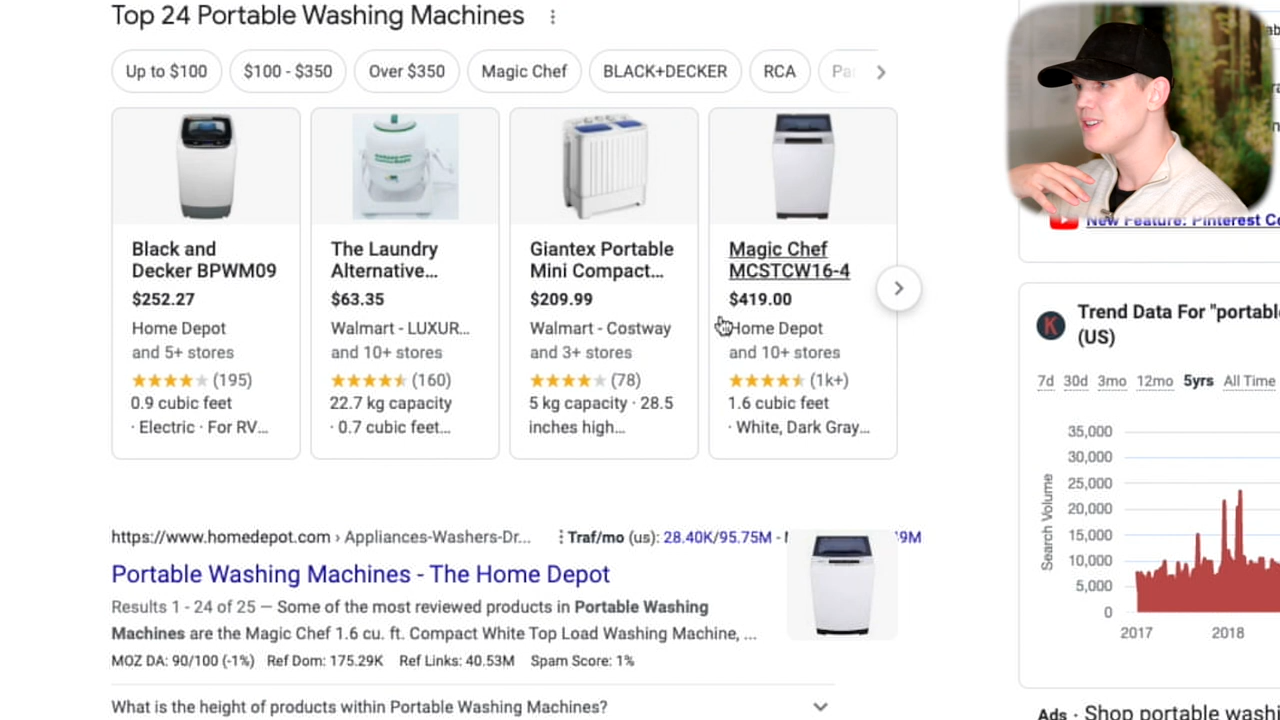 Top 24 Portable Washing Machines
Up to $100
$100 - $350
Over $350
Magic Chef
BLACK+DECKER
RCA
Black and
Decker BPWM09
$252.27
Home Depot
and 5+ stores
(195)
0.9 cubic feet
· Electric · For RV...
The Laundry
Alternative...
$63.35
Walmart - LUXUR...
and 10+ stores
(160)
22.7 kg capacity
· 0.7 cubic feet...
Giantex Portable
Mini Compact...
$209.99
Walmart - Costway
and 3+ stores
(78)
5 kg capacity · 28.5
inches high...
Magic Chef
MCSTCW16-4
$419.00
Home Depot
and 10+ stores
(1k+)
1.6 cubic feet
· White, Dark Gray...
https://www.homedepot.com › Appliances-Washers-Dr...
Traf/mo (us): 28.40K/95.75M -
Portable Washing Machines - The Home Depot
Results 1 - 24 of 25 — Some of the most reviewed products in Portable Washing
Machines are the Magic Chef 1.6 cu. ft. Compact White Top Load Washing Machine, ...
MOZ DA: 90/100 (-1%) Ref Dom: 175.29K Ref Links: 40.53M Spam Score: 1%
What is the height of products within Portable Washing Machines?
New Feature: Pinterest
K
Trend Data For "portable
(US)
7d 30d 3mo 12mo 5yrs All Time
Search Volume
35,000
30,000
25,000
20,000
15,000
10,000
5,000
0
2017
2018
Ads · Shop portable washi